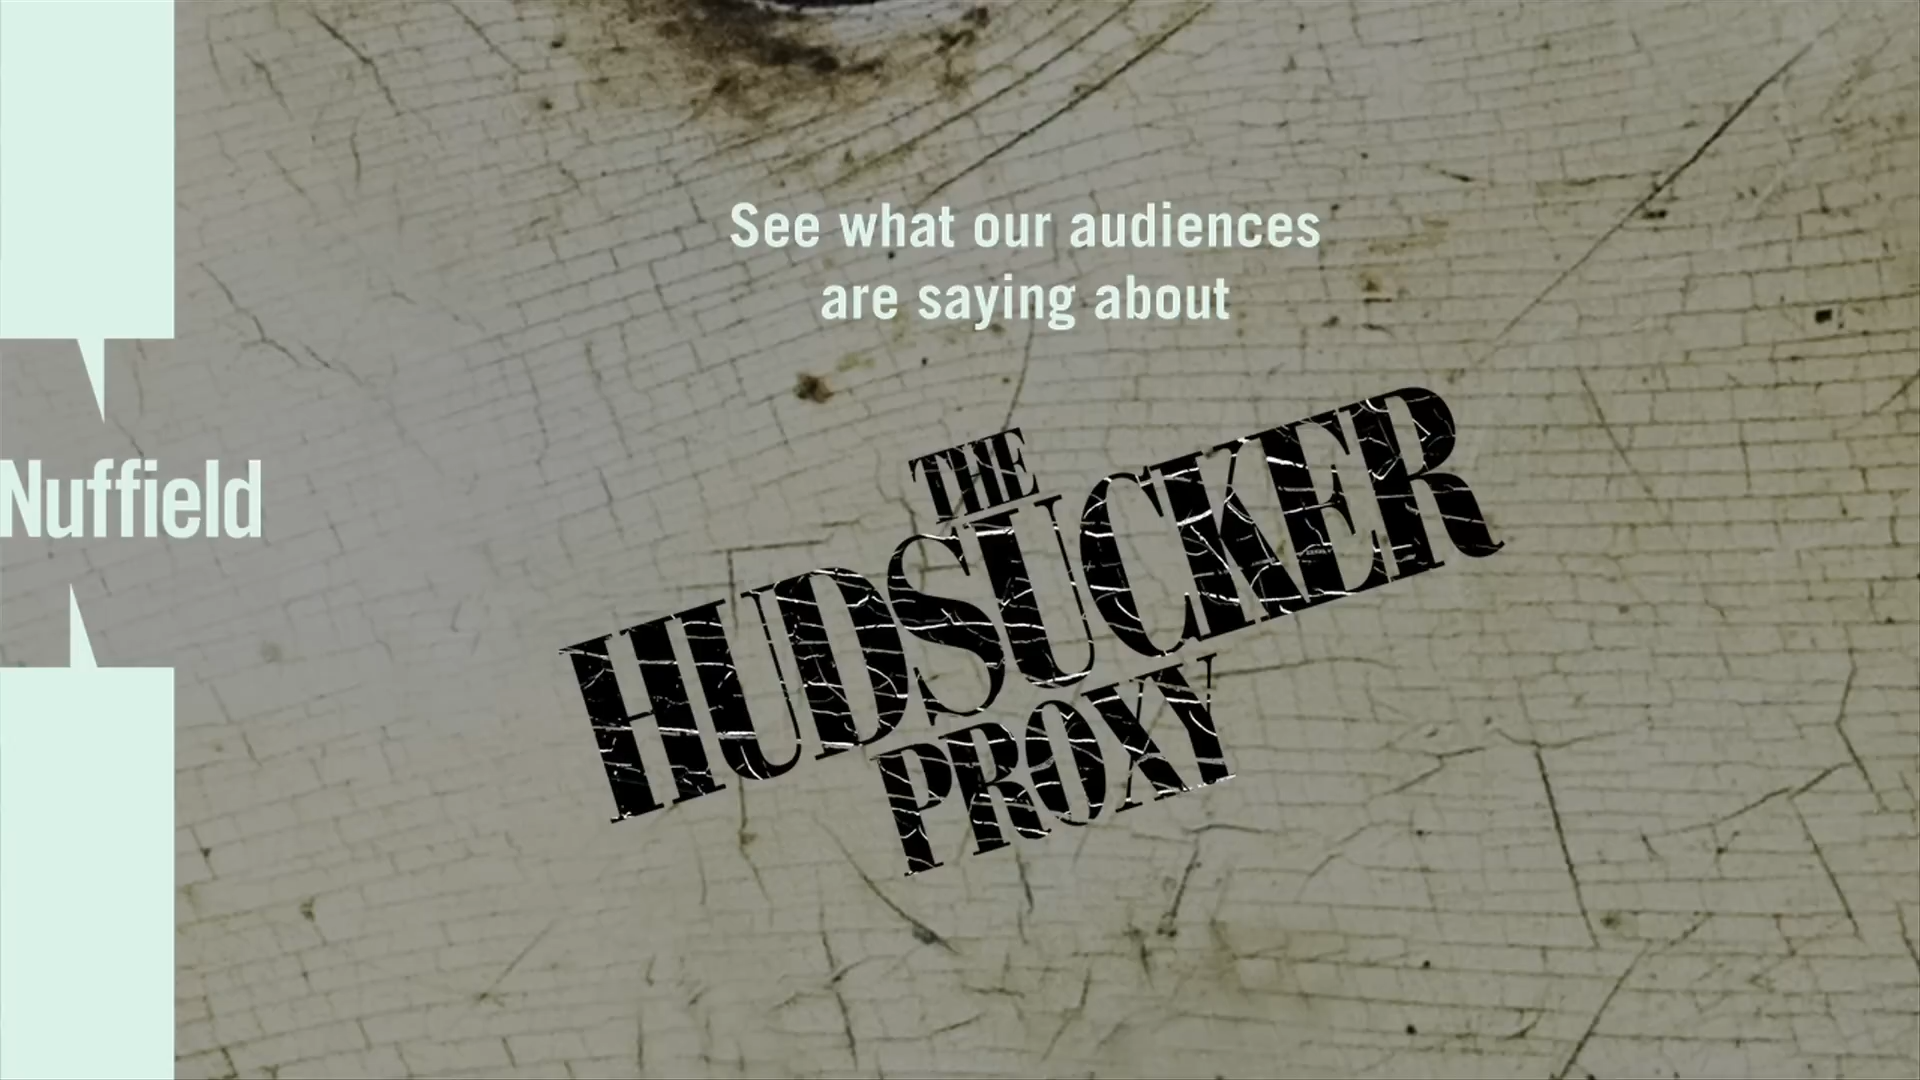 See what our audiences
are saying about
Nuffield
THE
HUDSUCKER
PROXY